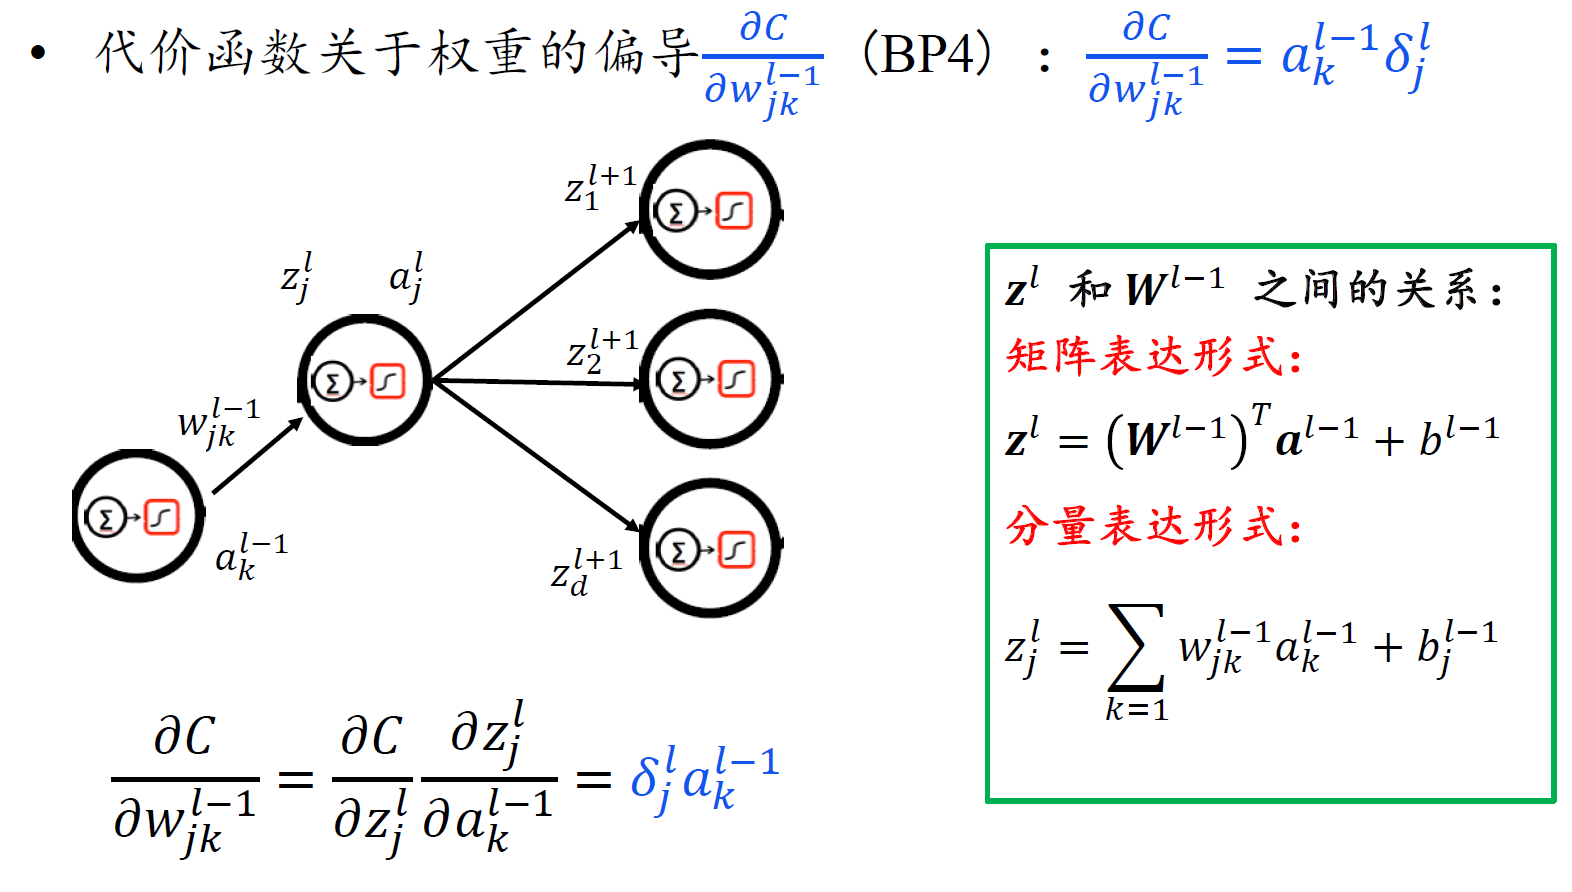 • 代价函数关于权重的偏导 $\frac{\partial C}{\partial w_{jk}^{l-1}}$（BP4）：$\frac{\partial C}{\partial w_{jk}^{l-1}} = a_k^{l-1}\delta_j^l$
$z_1^{l+1}$
Σ
$z_j^l$ $a_j^l$
$z_2^{l+1}$
Σ
Σ
$w_{jk}^{l-1}$
Σ
$a_k^{l-1}$
$z_d^{l+1}$
Σ
$\frac{\partial C}{\partial w_{jk}^{l-1}} = \frac{\partial C}{\partial z_j^l}\frac{\partial z_j^l}{\partial a_k^{l-1}} = \delta_j^l a_k^{l-1}$
$\boldsymbol{z}^l$ 和 $\boldsymbol{W}^{l-1}$ 之间的关系：
矩阵表达形式：
$\boldsymbol{z}^l = (\boldsymbol{W}^{l-1})^T \boldsymbol{a}^{l-1} + b^{l-1}$
分量表达形式：
$z_j^l = \sum_{k=1} w_{jk}^{l-1} a_k^{l-1} + b_j^{l-1}$